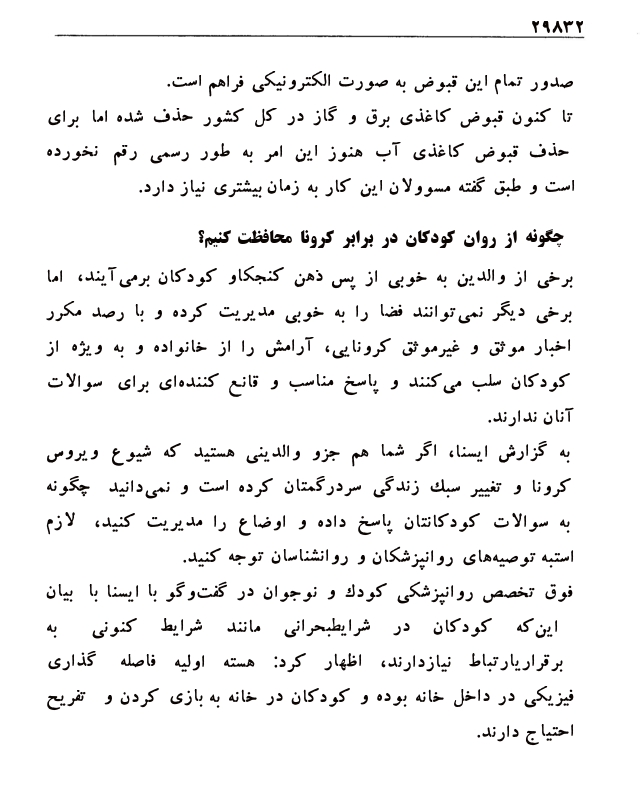 ۲۹۸۳۲
صدور تمام این قبوض به صورت الکترونیکی فراهم است.
تا کنون قبوض کاغذی برق و گاز در کل کشور حذف شده اما برای
حذف قبوض کاغذی آب هنوز این امر به طور رسمی رقم نخورده
است و طبق گفته مسوولان این کار به زمان بیشتری نیاز دارد.
چگونه از روان کودکان در برابر کرونا محافظت کنیم؟
برخی از والدین به خوبی از پس ذهن کنجکاو کودکان برمی‌آیند، اما
برخی دیگر نمی‌توانند فضا را به خوبی مدیریت کرده و با رصد مکرر
اخبار موثق و غیرموثق کرونایی، آرامش را از خانواده و به ویژه از
کودکان سلب می‌کنند و پاسخ مناسب و قانع کننده‌ای برای سوالات
آنان ندارند.
به گزارش ایسنا، اگر شما هم جزو والدینی هستید که شیوع ویروس
کرونا و تغییر سبك زندگی سردرگمتان کرده است و نمی‌دانید چگونه
به سوالات کودکانتان پاسخ داده و اوضاع را مدیریت کنید، لازم
استبه توصیه‌های روانپزشکان و روانشناسان توجه کنید.
فوق تخصص روانپزشکی کودك و نوجوان در گفت‌وگو با ایسنا با بیان
این‌که کودکان در شرایطبحرانی مانند شرایط کنونی به
برقراریارتباط نیازدارند، اظهار کرد: هسته اولیه فاصله گذاری
فیزیکی در داخل خانه بوده و کودکان در خانه به بازی کردن و تفریح
احتیاج دارند.